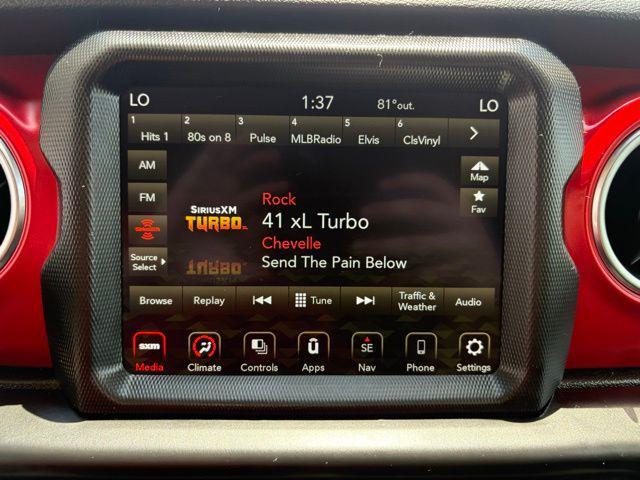 LO 1:37 81°out. LO
1 2 3 4 5 6
Hits 1 80s on 8 Pulse MLBRadio Elvis ClsVinyl
AM
Map
FM
Fav
SIRIUSXM
TURBO
Rock
41 xL Turbo
Chevelle
Send The Pain Below
Source
Select
Browse Replay Tune Traffic & Weather Audio
sxm SE
Media Climate Controls Apps Nav Phone Settings